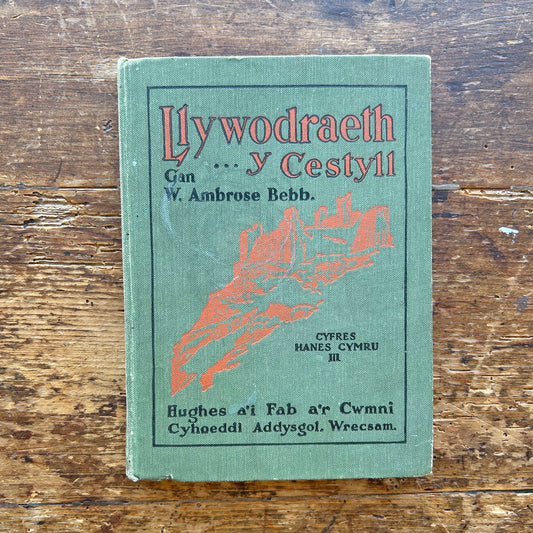 Llywodraeth
... y Cestyll
Gan
W. Ambrose Bebb.
CYFRES
HANES CYMRU
III
Hughes a'i Fab a'r Cwmni
Cyhoeddi Addysgol, Wrecsam.